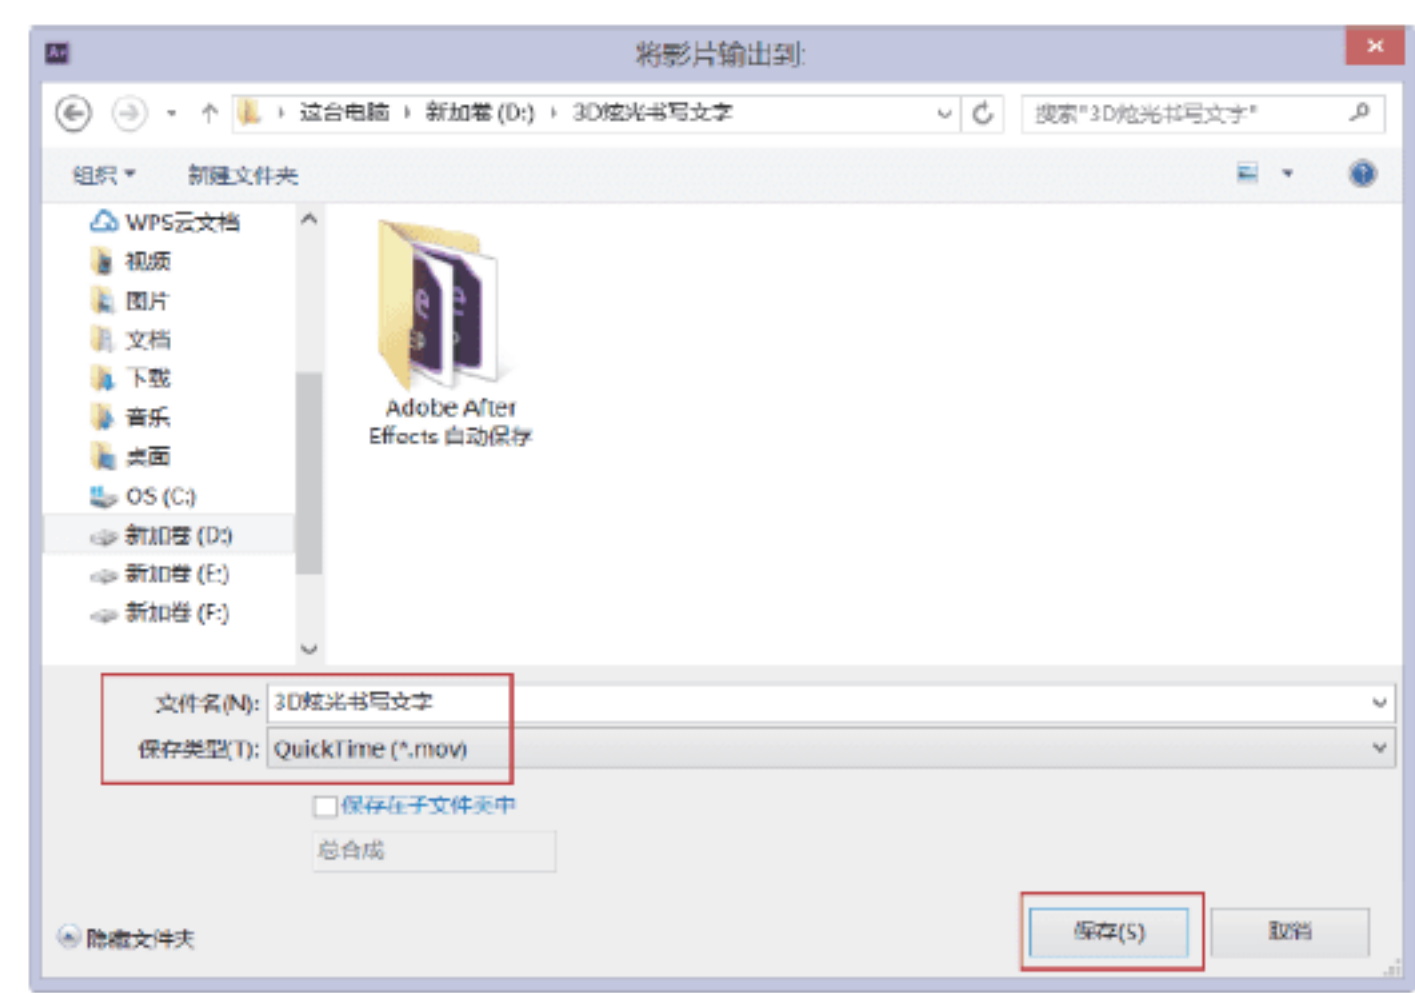 将影片输出到:
这台电脑 › 新加卷 (D:) › 3D炫光书写文字
搜索"3D炫光书写文字"
组织
新建文件夹
WPS云文档
视频
图片
文档
下载
音乐
桌面
OS (C:)
新加卷 (D:)
新加卷 (E:)
新加卷 (F:)
Adobe After
Effects 自动保存
文件名(N): 3D炫光书写文字
保存类型(T): QuickTime (*.mov)
保存在子文件夹中
总合成
隐藏文件夹
保存(S)
取消